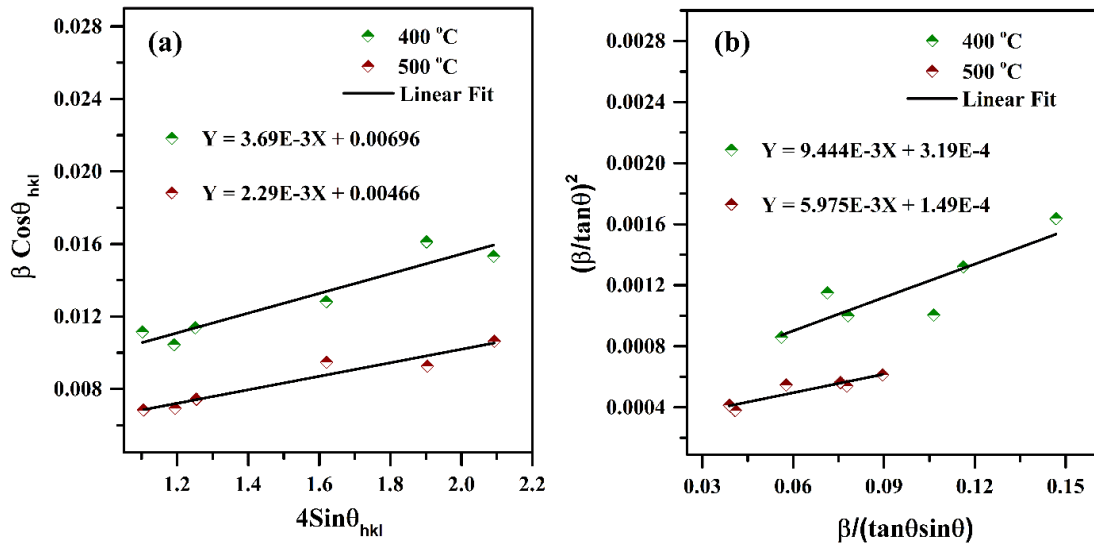 (a)
400 °C
500 °C
Linear Fit
Y = 3.69E-3X + 0.00696
Y = 2.29E-3X + 0.00466
0.028
0.024
0.020
0.016
0.012
0.008
β Cosθhkl
1.2
1.4
1.6
1.8
2.0
2.2
4Sinθhkl
(b)
400 °C
500 °C
Linear Fit
Y = 9.444E-3X + 3.19E-4
Y = 5.975E-3X + 1.49E-4
0.0028
0.0024
0.0020
0.0016
0.0012
0.0008
0.0004
(β/tanθ)²
0.03
0.06
0.09
0.12
0.15
β/(tanθsinθ)